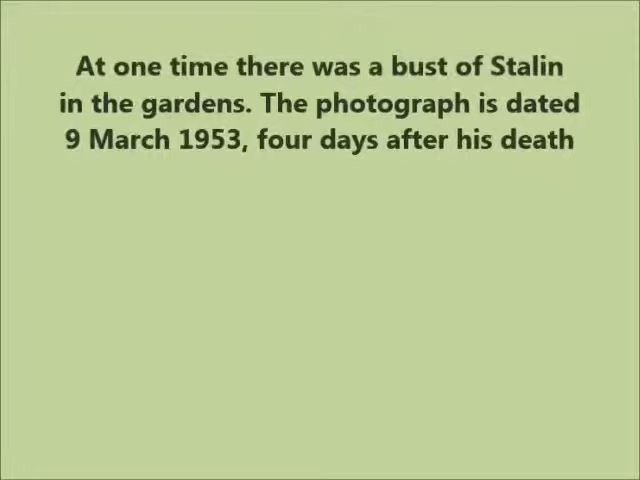 At one time there was a bust of Stalin
in the gardens. The photograph is dated
9 March 1953, four days after his death